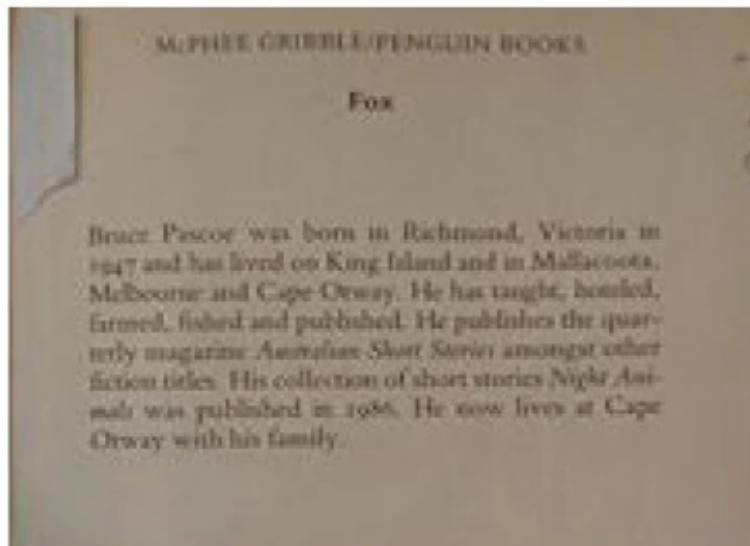 McPHEE GRIBBLE/PENGUIN BOOKS
Fox
Bruce Pascoe was born in Richmond, Victoria in
1947 and has lived on King Island and in Mallacoota,
Melbourne and Cape Otway. He has taught,
farmed, fished and published. He publishes the quar-
terly magazine Australian Short Stories amongst other
fiction titles. His collection of short stories Night Ani-
mals was published in 1986. He now lives at Cape
Otway with his family.